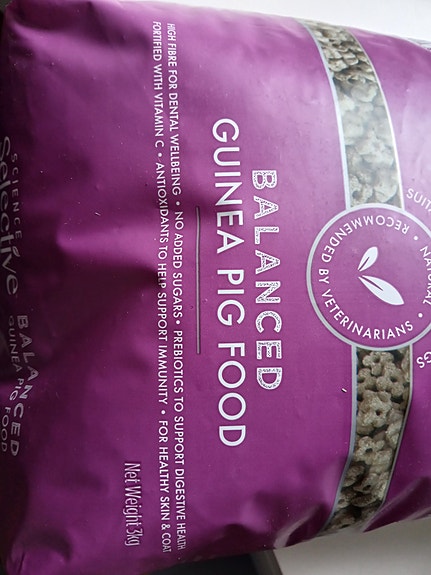 BALANCED
GUINEA PIG FOOD
HIGH FIBRE FOR DENTAL WELLBEING • NO ADDED SUGARS • PREBIOTICS TO SUPPORT DIGESTIVE HEALTH
FORTIFIED WITH VITAMIN C • ANTIOXIDANTS TO HELP SUPPORT IMMUNITY • FOR HEALTHY SKIN & COAT
Net Weight 3kg
RECOMMENDED BY VETERINARIANS •
NATURAL •
SCIENCE
Selective
BALANCED
GUINEA PIG
FOOD